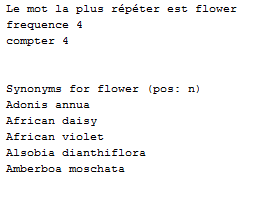 Le mot la plus répéter est flower
frequence 4
compter 4
Synonyms for flower (pos: n)
Adonis annua
African daisy
African violet
Alsobia dianthiflora
Amberboa moschata